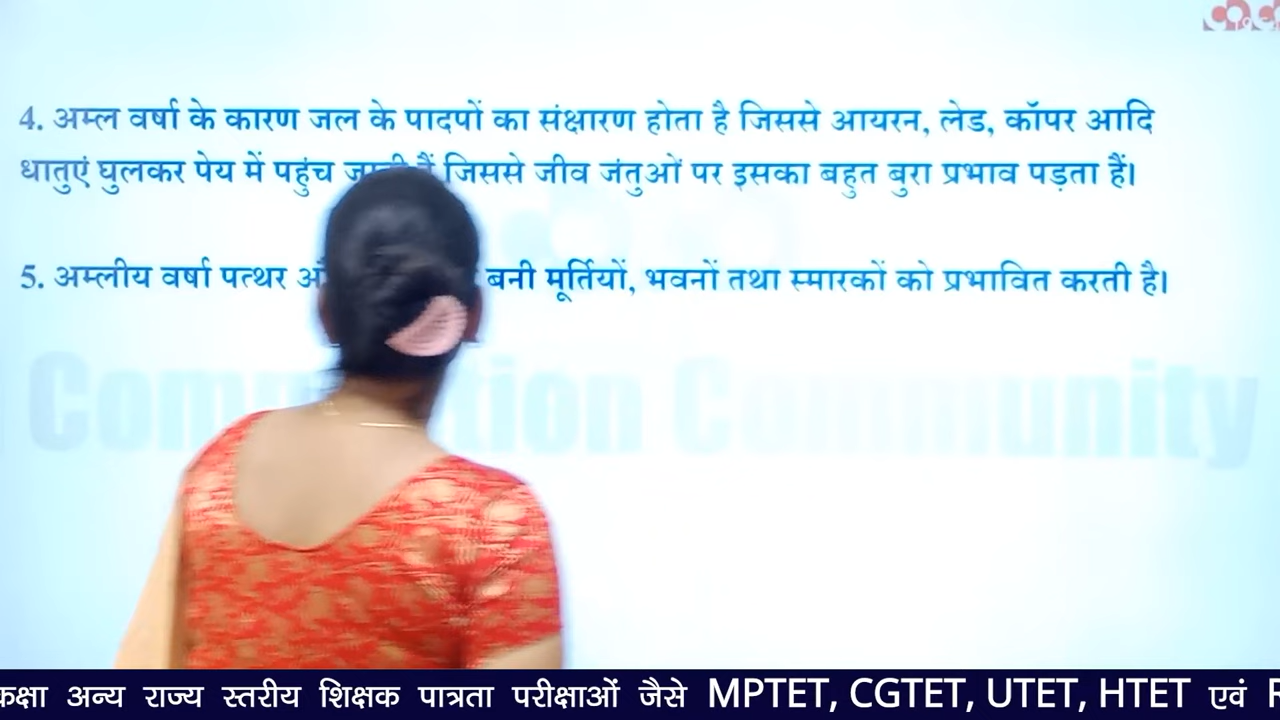 4. अम्ल वर्षा के कारण जल के पादपों का संक्षारण होता है जिससे आयरन, लेड, कॉपर आदि
धातुएं घुलकर पेय में पहुंच जाती हैं जिससे जीव जंतुओं पर इसका बहुत बुरा प्रभाव पड़ता हैं।
5. अम्लीय वर्षा पत्थर बनी मूर्तियों, भवनों तथा स्मारकों को प्रभावित करती है।
Community
कक्षा अन्य राज्य स्तरीय शिक्षक पात्रता परीक्षाओं जैसे MPTET, CGTET, UTET, HTET एवं